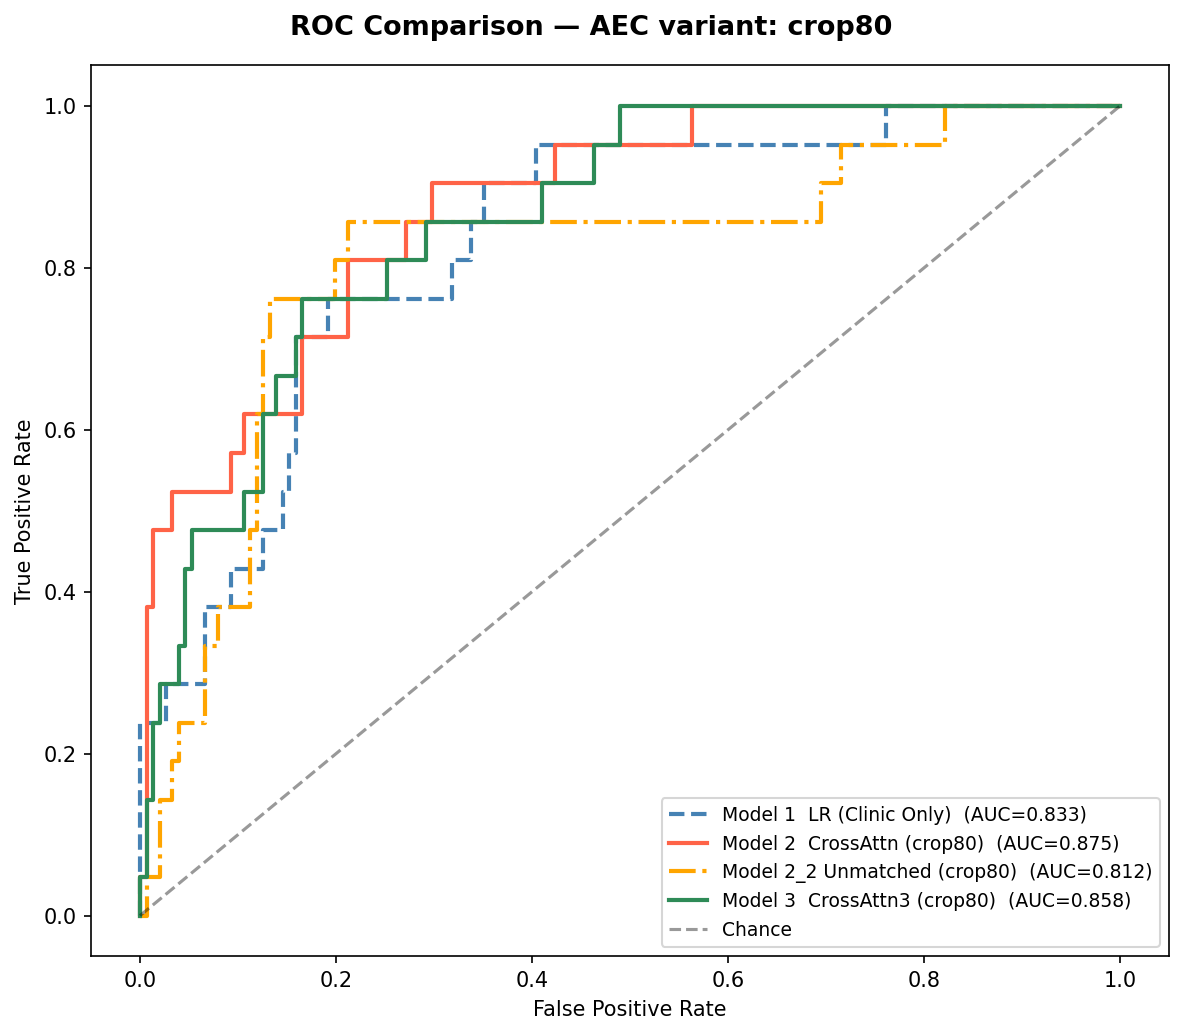 ROC Comparison — AEC variant: crop80
1.0
0.8
0.6
0.4
0.2
0.0
True Positive Rate
0.0 0.2 0.4 0.6 0.8 1.0
False Positive Rate
Model 1  LR (Clinic Only)  (AUC=0.833)
Model 2  CrossAttn (crop80)  (AUC=0.875)
Model 2_2 Unmatched (crop80)  (AUC=0.812)
Model 3  CrossAttn3 (crop80)  (AUC=0.858)
Chance